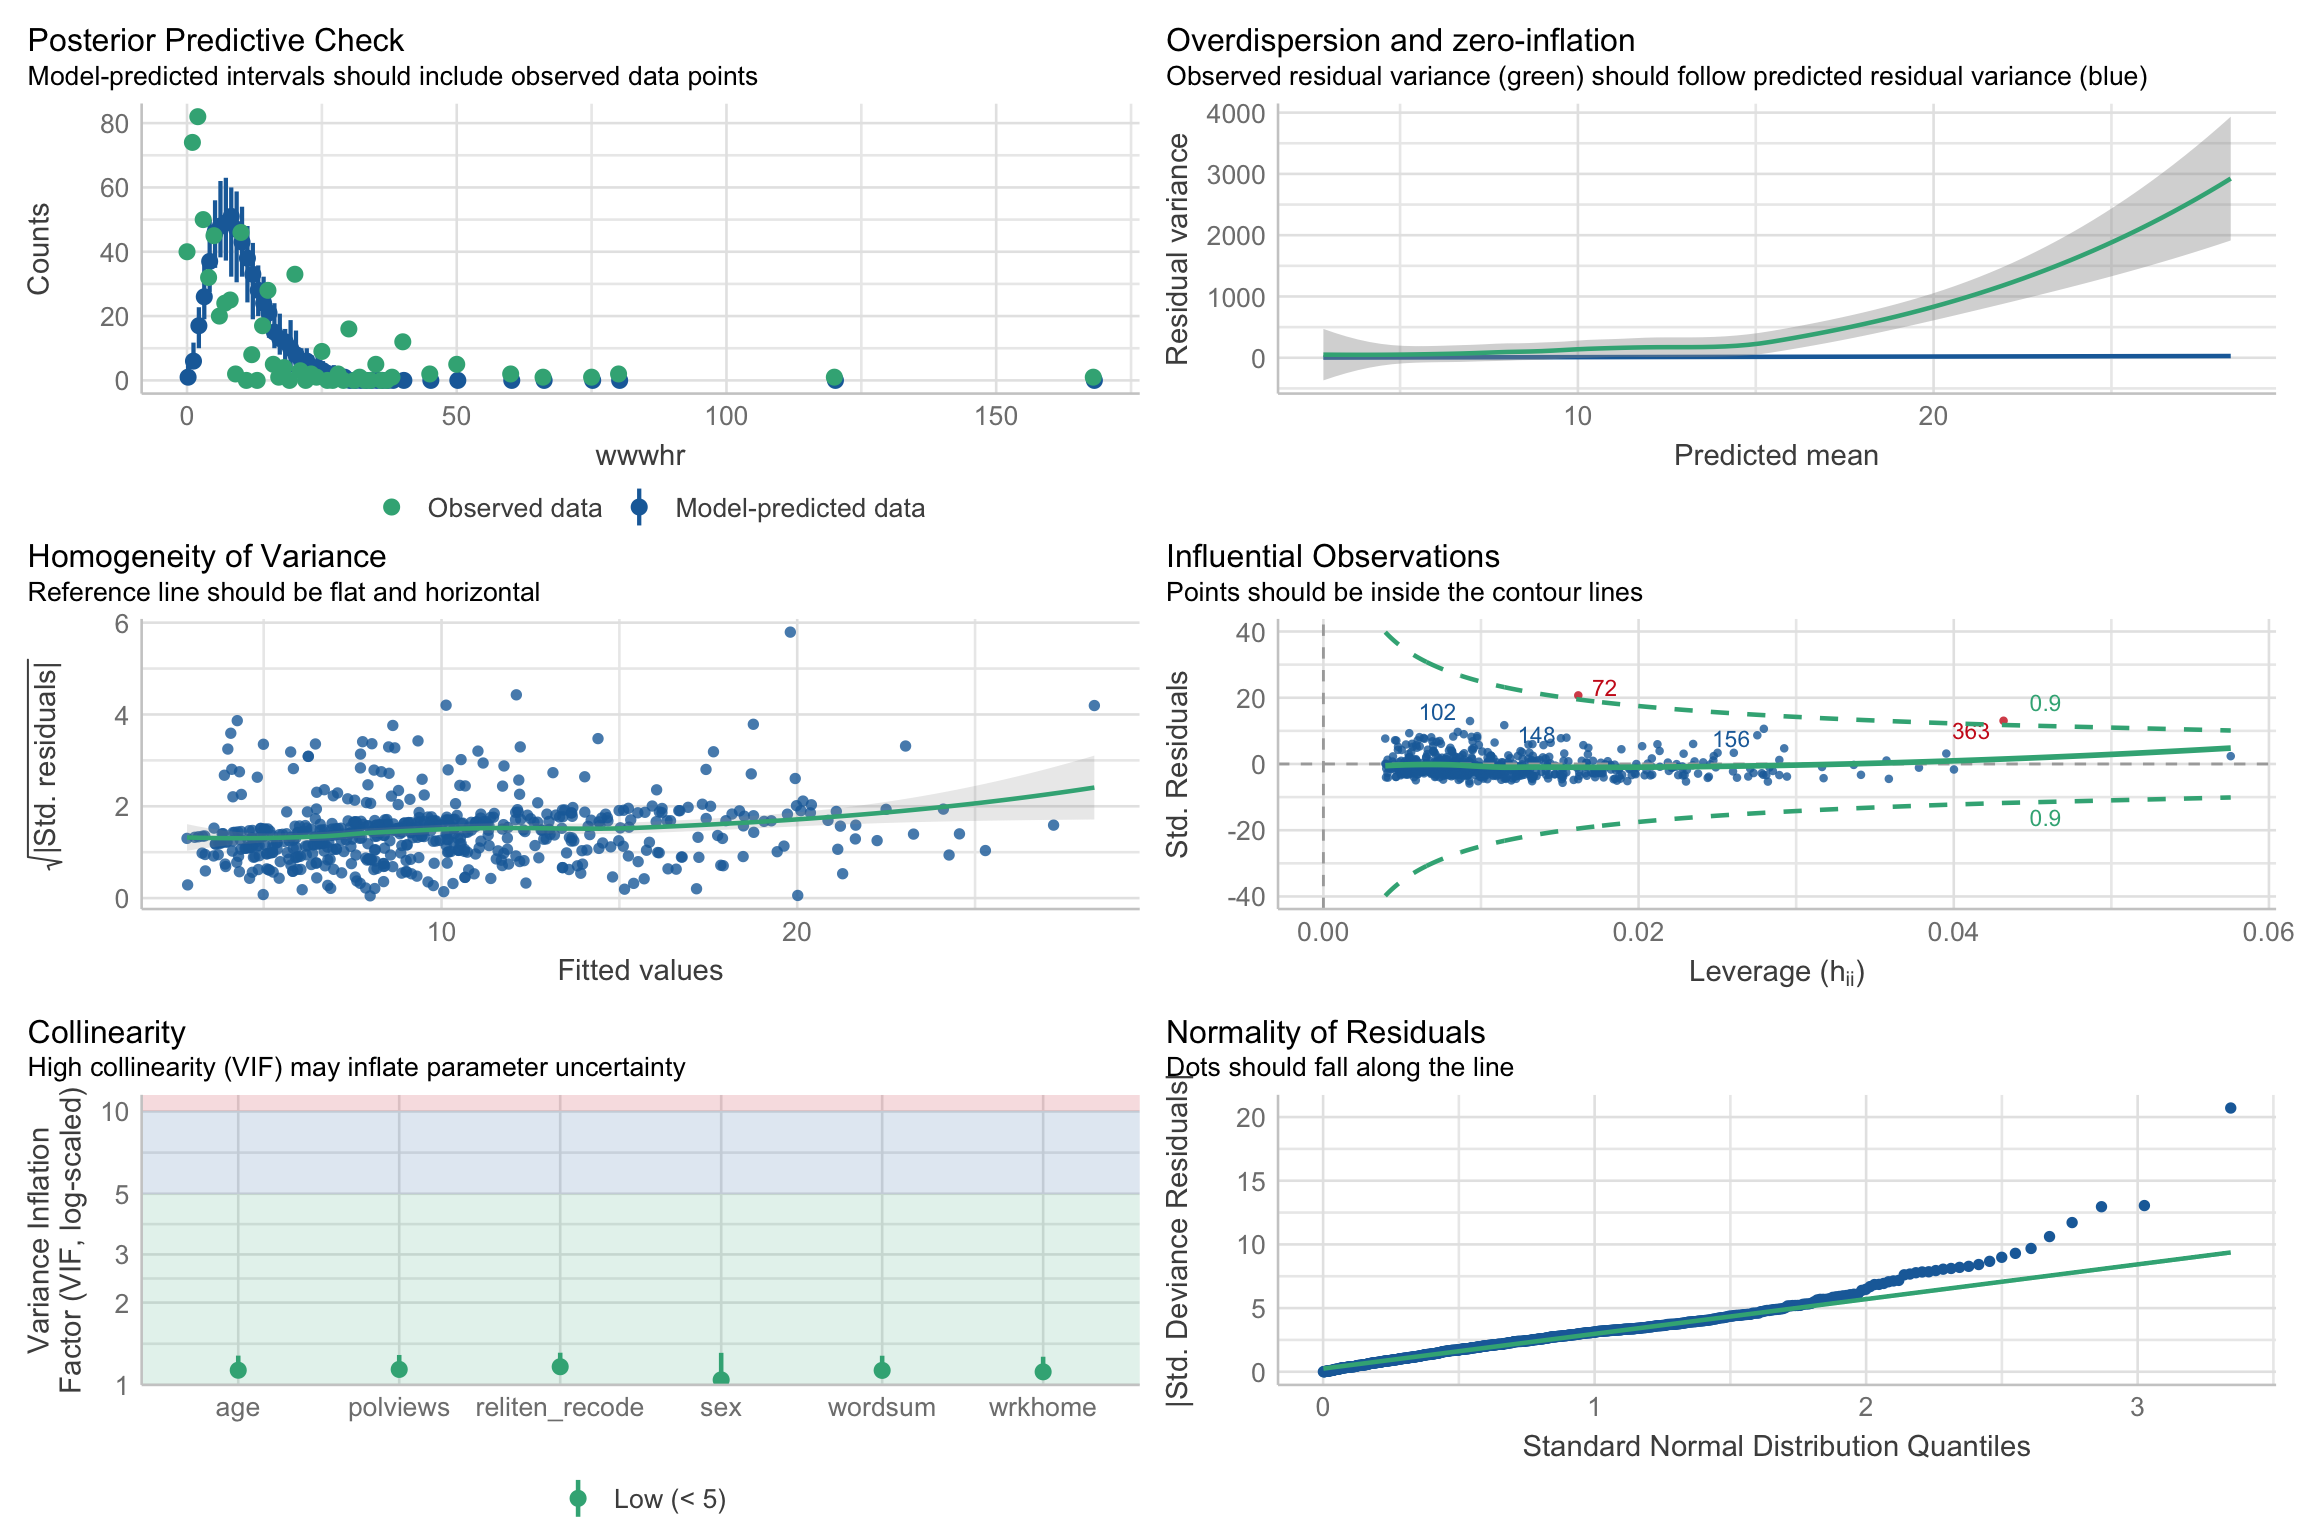 Posterior Predictive Check
Model-predicted intervals should include observed data points
Counts
80
60
40
20
0
0
50
100
150
wwwhr
Observed data
Model-predicted data
Overdispersion and zero-inflation
Observed residual variance (green) should follow predicted residual variance (blue)
Residual variance
4000
3000
2000
1000
0
10
20
Predicted mean
Homogeneity of Variance
Reference line should be flat and horizontal
√|Std. residuals|
6
4
2
0
10
20
Fitted values
Influential Observations
Points should be inside the contour lines
Std. Residuals
40
20
0
-20
-40
72
102
148
156
363
0.9
0.9
0.00
0.02
0.04
0.06
Leverage (hii)
Collinearity
High collinearity (VIF) may inflate parameter uncertainty
Variance Inflation
Factor (VIF, log-scaled)
10
5
3
2
1
age
polviews
reliten_recode
sex
wordsum
wrkhome
Low (< 5)
Normality of Residuals
Dots should fall along the line
|Std. Deviance Residuals|
20
15
10
5
0
0
1
2
3
Standard Normal Distribution Quantiles